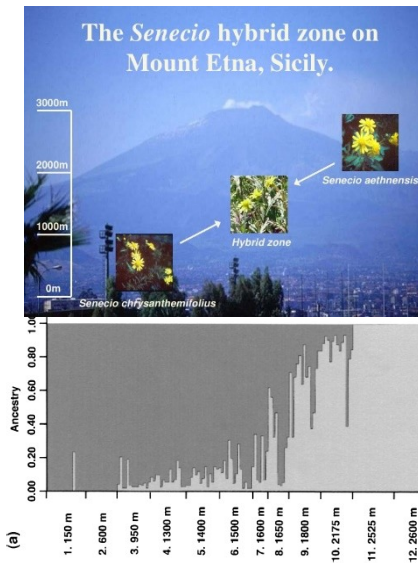 The Senecio hybrid zone on
Mount Etna, Sicily.
3000m
2000m
1000m
0m
Senecio aethnensis
Hybrid zone
Senecio chrysanthemifolius
1.00
0.80
0.60
0.40
0.20
0.00
Ancestry
(a)
1. 150 m
2. 600 m
3. 950 m
4. 1300 m
5. 1400 m
6. 1500 m
7. 1600 m
8. 1650 m
9. 1800 m
10. 2175 m
11. 2525 m
12. 2600 m